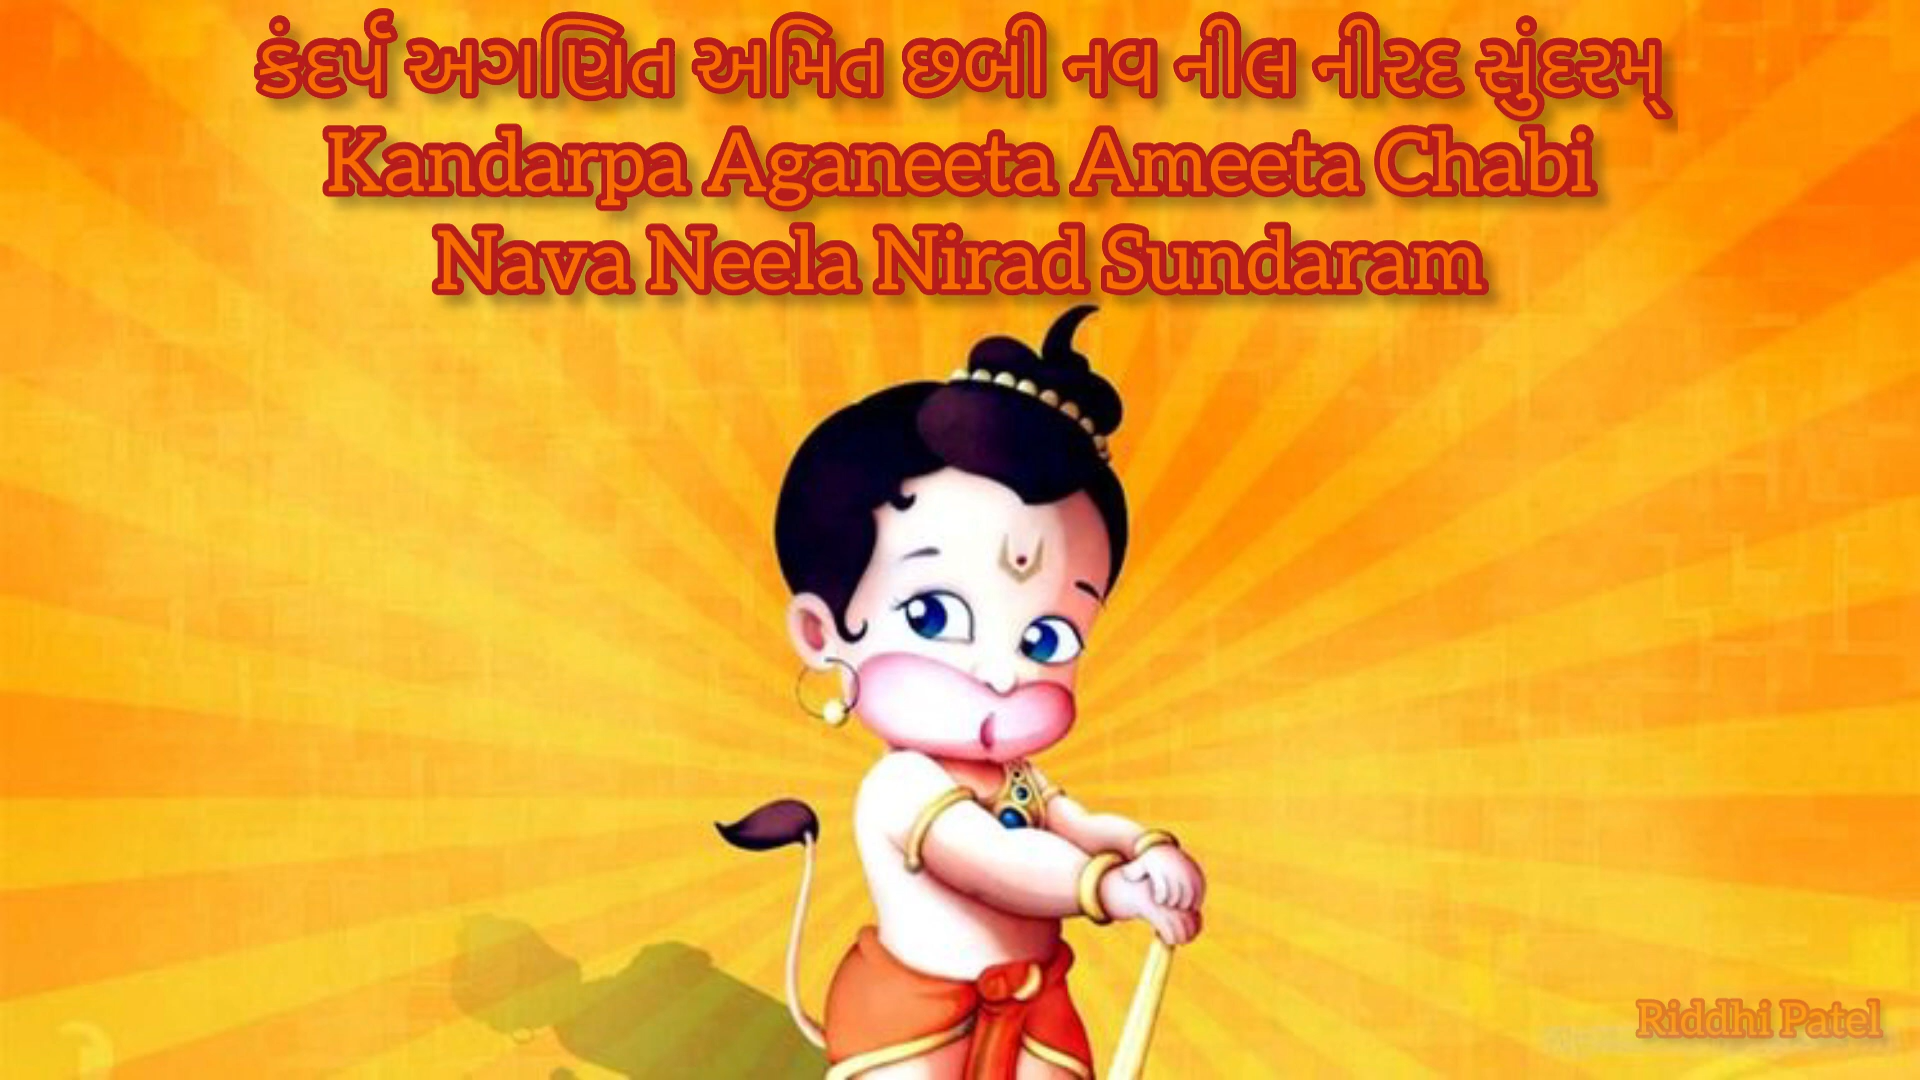 કંદર્પ અગણિત અમિત છબી નવ નીલ નીરદ સુંદરમ્
Kandarpa Aganeeta Ameeta Chabi
Nava Neela Nirad Sundaram
Riddhi Patel